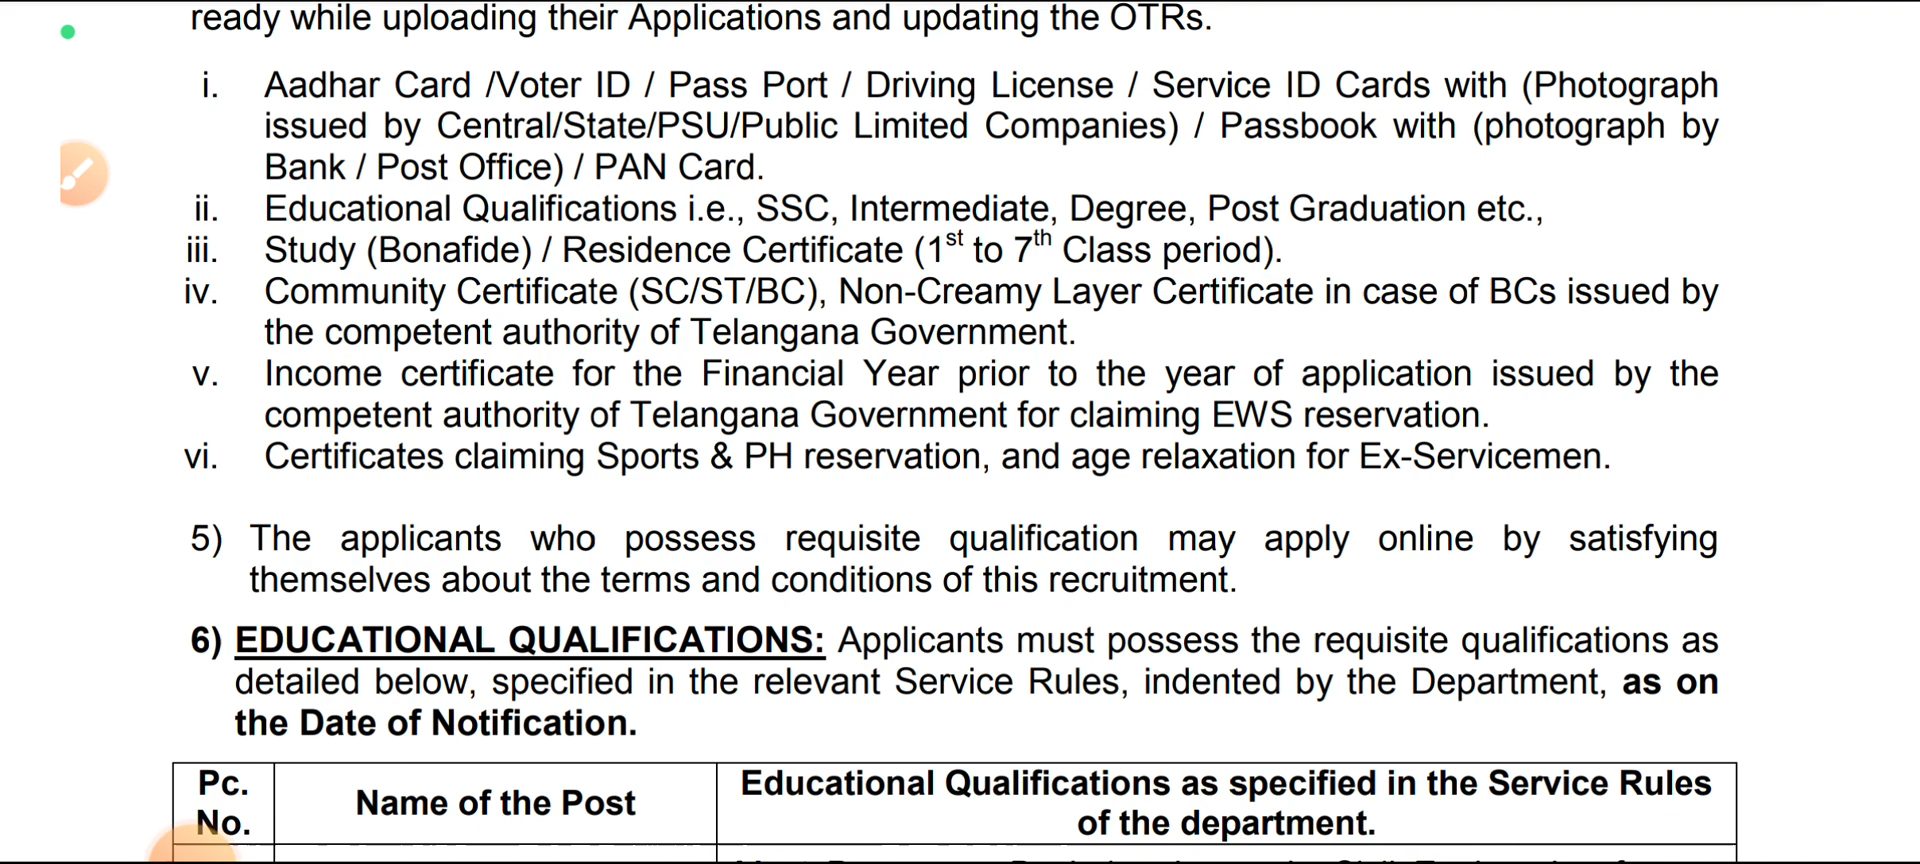 ready while uploading their Applications and updating the OTRs.
i. Aadhar Card /Voter ID / Pass Port / Driving License / Service ID Cards with (Photograph
issued by Central/State/PSU/Public Limited Companies) / Passbook with (photograph by
Bank / Post Office) / PAN Card.
ii. Educational Qualifications i.e., SSC, Intermediate, Degree, Post Graduation etc.,
iii. Study (Bonafide) / Residence Certificate (1st to 7th Class period).
iv. Community Certificate (SC/ST/BC), Non-Creamy Layer Certificate in case of BCs issued by
the competent authority of Telangana Government.
v. Income certificate for the Financial Year prior to the year of application issued by the
competent authority of Telangana Government for claiming EWS reservation.
vi. Certificates claiming Sports & PH reservation, and age relaxation for Ex-Servicemen.
5) The applicants who possess requisite qualification may apply online by satisfying
themselves about the terms and conditions of this recruitment.
6) EDUCATIONAL QUALIFICATIONS: Applicants must possess the requisite qualifications as
detailed below, specified in the relevant Service Rules, indented by the Department, as on
the Date of Notification.
Pc.
No.
Name of the Post
Educational Qualifications as specified in the Service Rules
of the department.